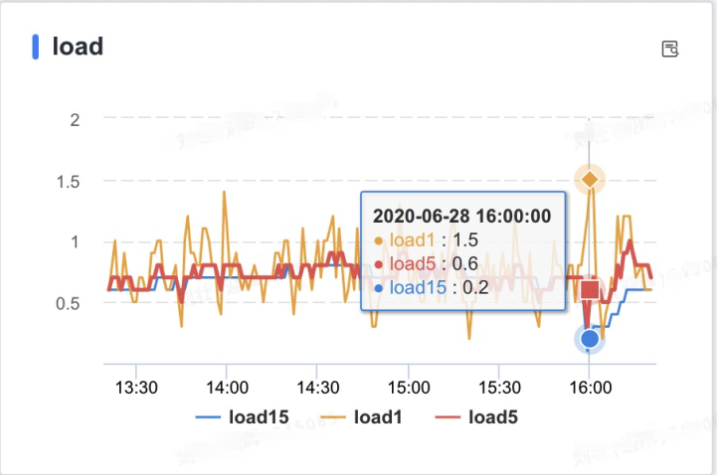 load
2
1.5
1
0.5
2020-06-28 16:00:00
load1 : 1.5
load5 : 0.6
load15 : 0.2
13:30 14:00 14:30 15:00 15:30 16:00
load15 load1 load5